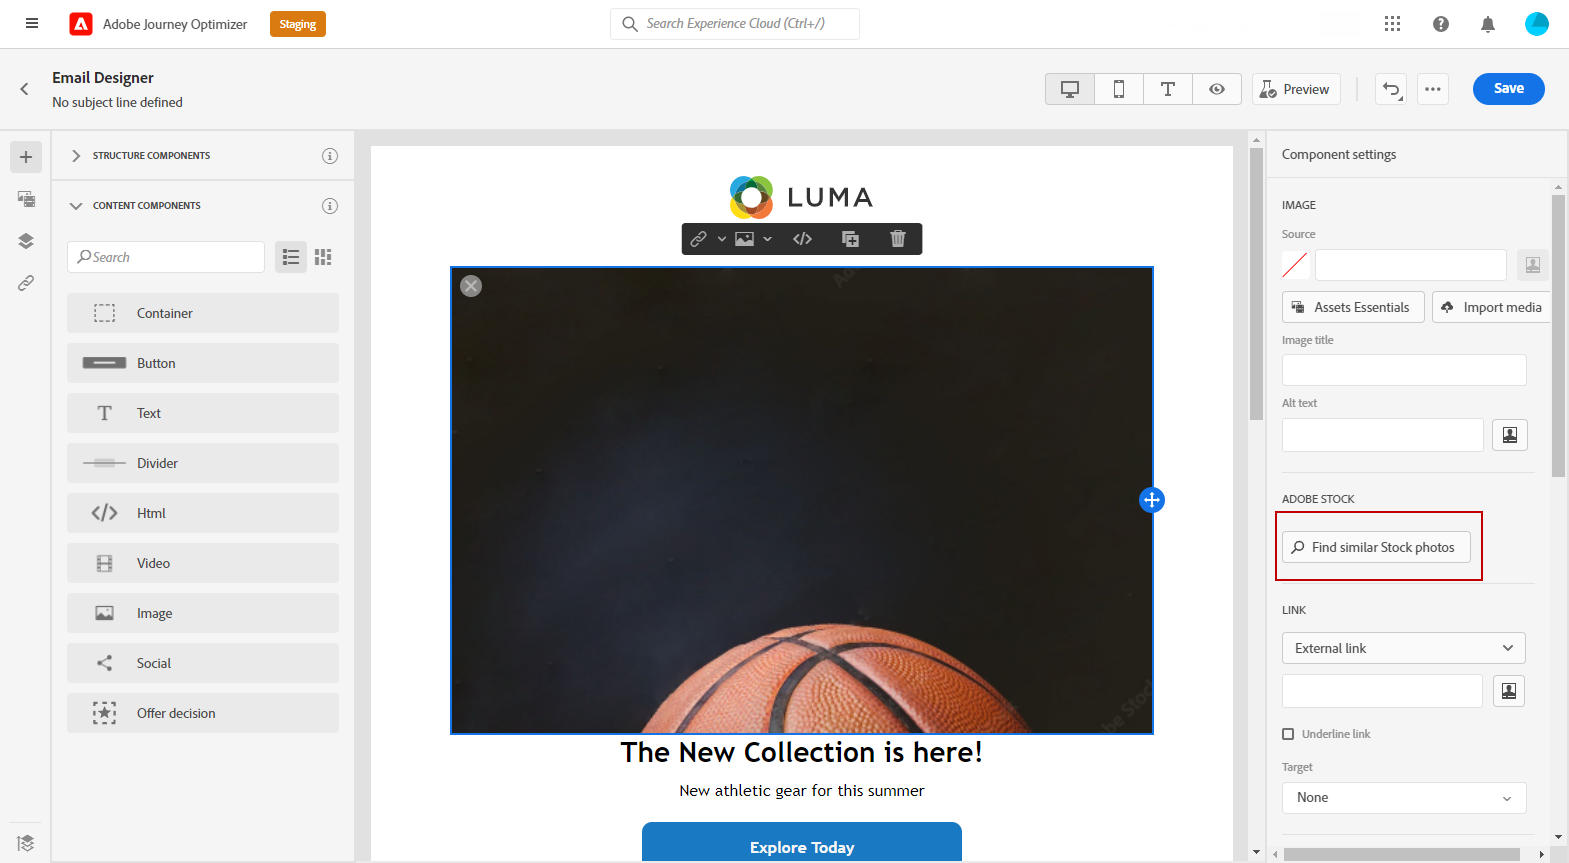 Adobe Journey Optimizer
Staging
Search Experience Cloud (Ctrl+/)
Email Designer
No subject line defined
Preview
Save
STRUCTURE COMPONENTS
CONTENT COMPONENTS
Search
Container
Button
Text
Divider
Html
Video
Image
Social
Offer decision
LUMA
The New Collection is here!
New athletic gear for this summer
Explore Today
Component settings
IMAGE
Source
Assets Essentials
Import media
Image title
Alt text
ADOBE STOCK
Find similar Stock photos
LINK
External link
Underline link
Target
None